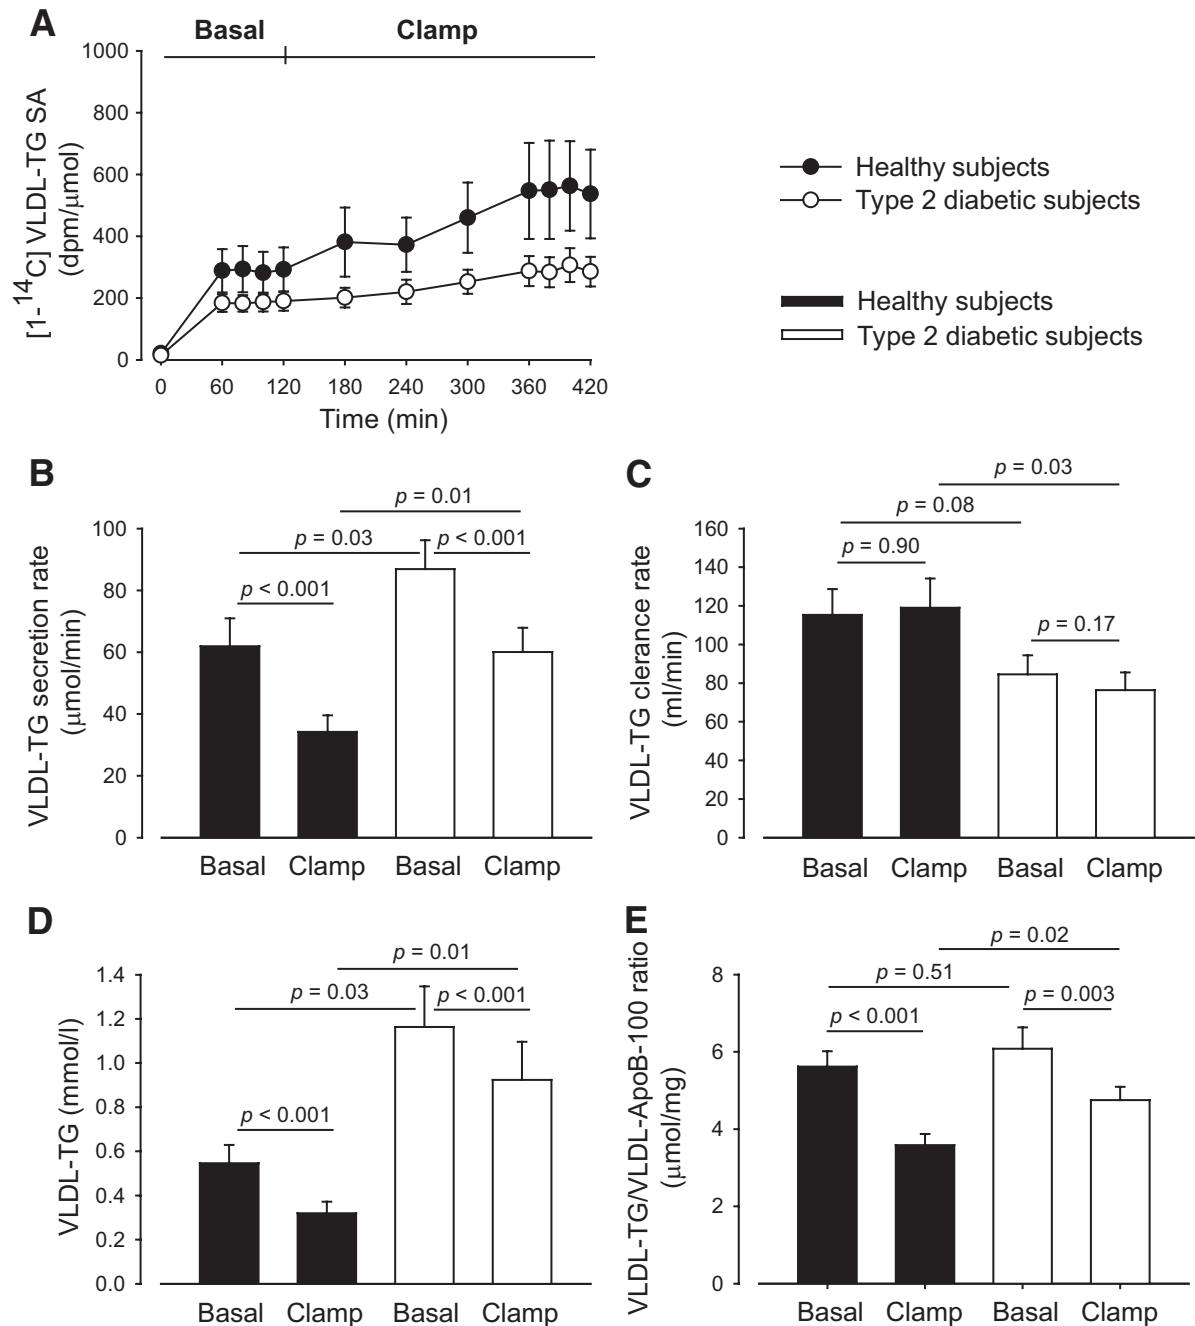 A
Basal Clamp
[1-14C] VLDL-TG SA
(dpm/μmol)
1000
800
600
400
200
0
0 60 120 180 240 300 360 420
Time (min)
Healthy subjects
Type 2 diabetic subjects
Healthy subjects
Type 2 diabetic subjects
B
VLDL-TG secretion rate
(μmol/min)
100
80
60
40
20
0
p = 0.01
p = 0.03
p < 0.001
p < 0.001
Basal Clamp Basal Clamp
C
VLDL-TG clerance rate
(ml/min)
160
140
120
100
80
60
40
20
0
p = 0.03
p = 0.08
p = 0.90
p = 0.17
Basal Clamp Basal Clamp
D
VLDL-TG (mmol/l)
1.4
1.2
1.0
0.8
0.6
0.4
0.2
0.0
p = 0.01
p = 0.03
p < 0.001
p < 0.001
Basal Clamp Basal Clamp
E
VLDL-TG/VLDL-ApoB-100 ratio
(μmol/mg)
8
6
4
2
0
p = 0.02
p = 0.51
p = 0.003
p < 0.001
Basal Clamp Basal Clamp